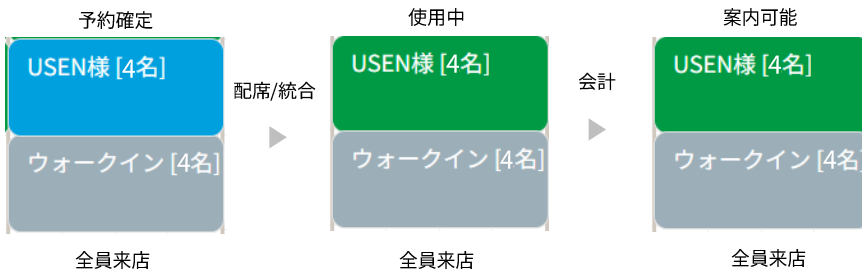 予約確定
使用中
案内可能
USEN様 [4名]
USEN様 [4名]
USEN様 [4名]
配席/統合
会計
ウォークイン [4名]
ウォークイン [4名]
ウォークイン [4名]
全員来店
全員来店
全員来店